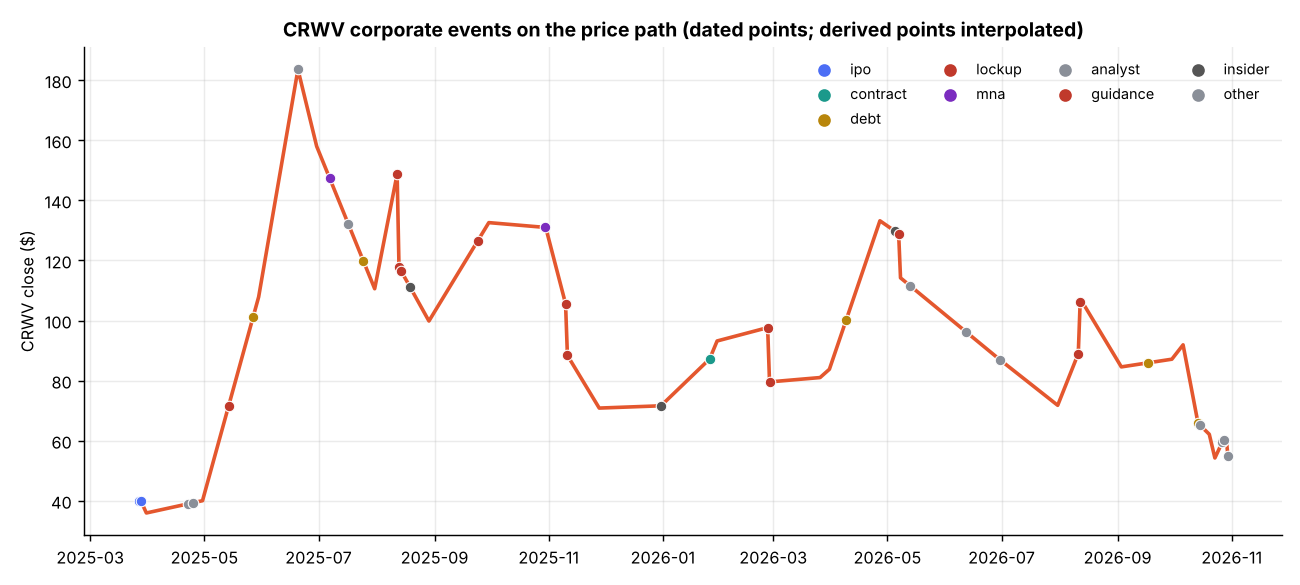 CRWV corporate events on the price path (dated points; derived points interpolated)
ipo
contract
debt
lockup
mna
analyst
guidance
insider
other
CRWV close ($)
180
160
140
120
100
80
60
40
2025-03
2025-05
2025-07
2025-09
2025-11
2026-01
2026-03
2026-05
2026-07
2026-09
2026-11